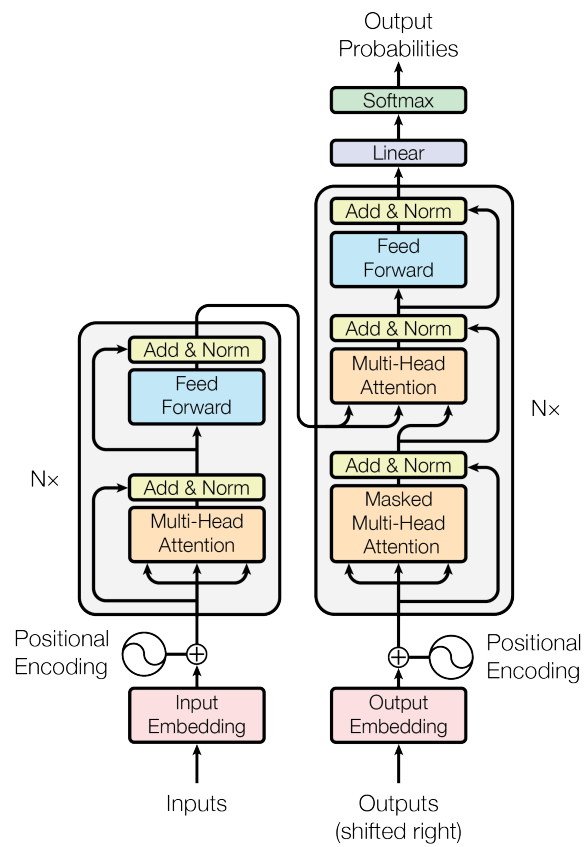 Output
Probabilities
Softmax
Linear
Add & Norm
Feed
Forward
Add & Norm
Multi-Head
Attention
N×
Add & Norm
Masked
Multi-Head
Attention
Add & Norm
Feed
Forward
N×
Add & Norm
Multi-Head
Attention
Positional
Encoding
Positional
Encoding
Input
Embedding
Output
Embedding
Inputs
Outputs
(shifted right)